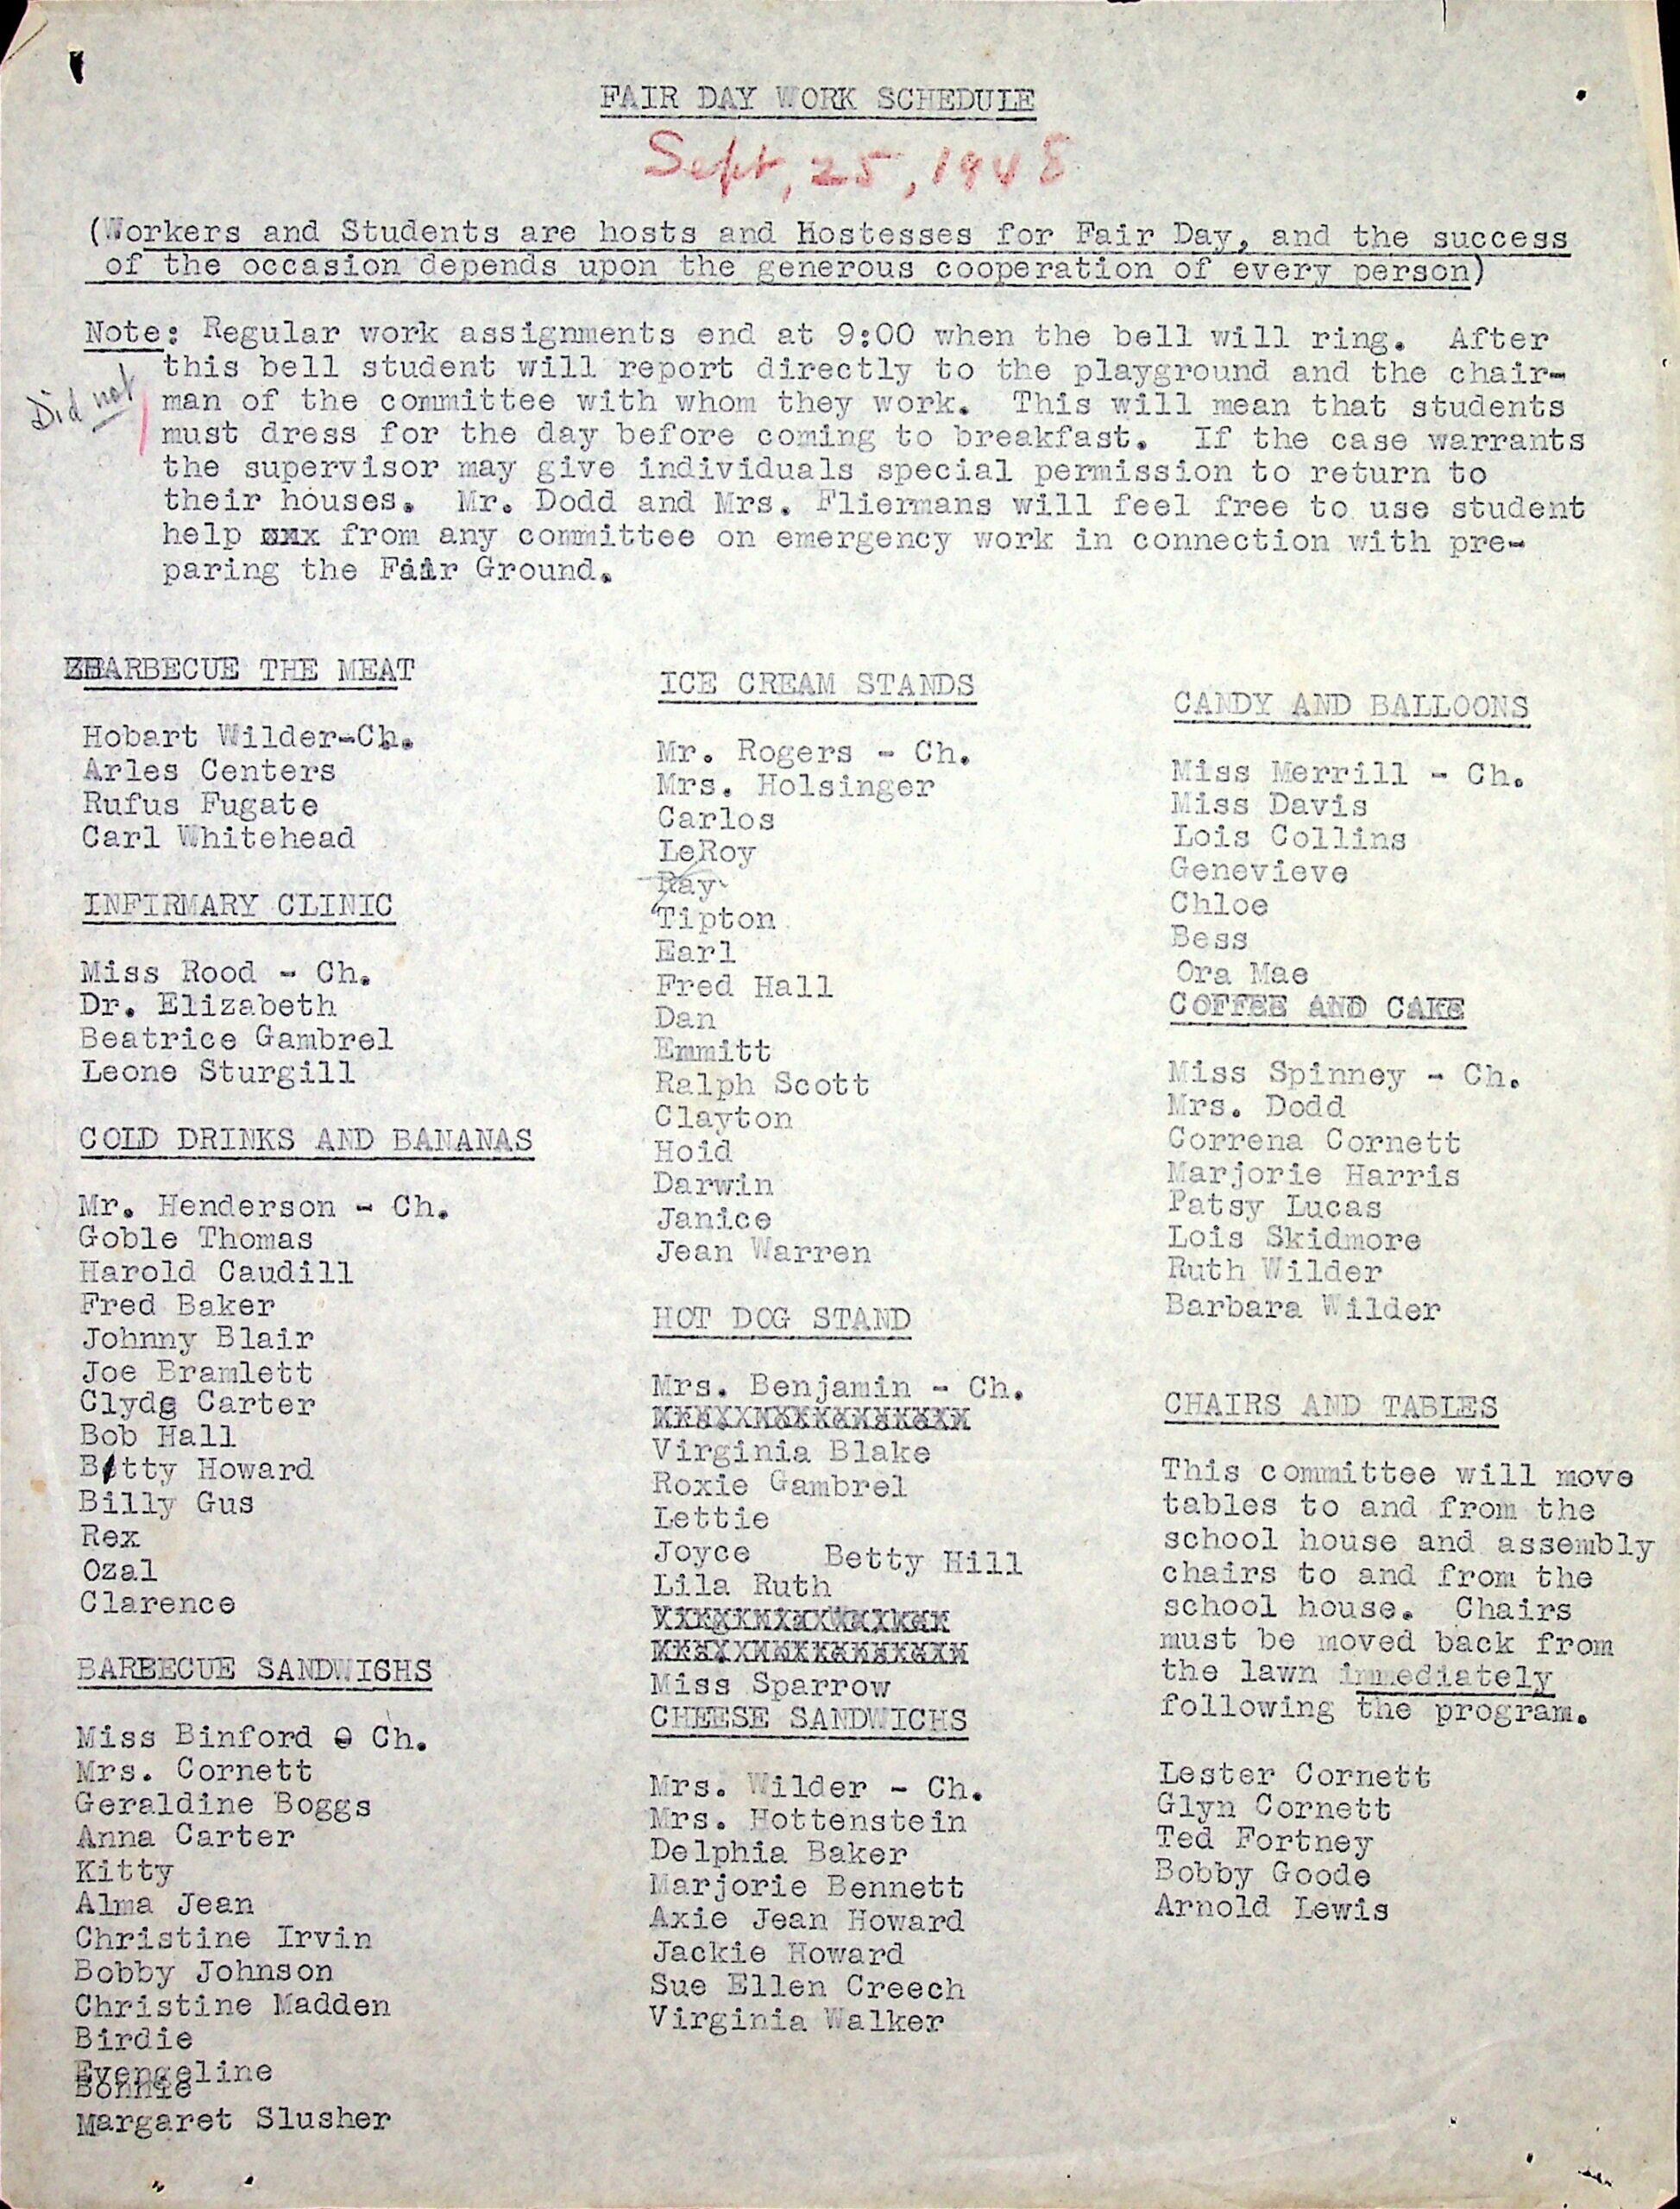 FAIR DAY WORK SCHEDULE
Sept, 25, 1948
(Workers and Students are hosts and Hostesses for Fair Day, and the success
of the occasion depends upon the generous cooperation of every person)
Note: Regular work assignments end at 9:00 when the bell will ring. After
this bell student will report directly to the playground and the chair-
Did not
man of the committee with whom they work. This will mean that students
must dress for the day before coming to breakfast. If the case warrants
the supervisor may give individuals special permission to return to
their houses. Mr. Dodd and Mrs. Fliermans will feel free to use student
help from any committee on emergency work in connection with pre-
paring the Fair Ground.
BARBECUE THE MEAT
Hobart Wilder-Ch.
Arles Centers
Rufus Fugate
Carl Whitehead
INFIRMARY CLINIC
Miss Rood - Ch.
Dr. Elizabeth
Beatrice Gambrel
Leone Sturgill
COLD DRINKS AND BANANAS
Mr. Henderson - Ch.
Goble Thomas
Harold Caudill
Fred Baker
Johnny Blair
Joe Bramlett
Clyde Carter
Bob Hall
Betty Howard
Billy Gus
Rex
Ozal
Clarence
BARBECUE SANDWICHS
Miss Binford - Ch.
Mrs. Cornett
Geraldine Boggs
Anna Carter
Kitty
Alma Jean
Christine Irvin
Bobby Johnson
Christine Madden
Birdie
Evengeline
Bonnie
Margaret Slusher
ICE CREAM STANDS
Mr. Rogers - Ch.
Mrs. Holsinger
Carlos
LeRoy
Ray
Tipton
Earl
Fred Hall
Dan
Emmitt
Ralph Scott
Clayton
Hoid
Darwin
Janice
Jean Warren
HOT DOG STAND
Mrs. Benjamin - Ch.
Virginia Blake
Roxie Gambrel
Lettie
Joyce Betty Hill
Lila Ruth
Miss Sparrow
CHEESE SANDWICHS
Mrs. Wilder - Ch.
Mrs. Hottenstein
Delphia Baker
Marjorie Bennett
Axie Jean Howard
Jackie Howard
Sue Ellen Creech
Virginia Walker
CANDY AND BALLOONS
Miss Merrill - Ch.
Miss Davis
Lois Collins
Genevieve
Chloe
Bess
Ora Mae
COFFEE AND CAKE
Miss Spinney - Ch.
Mrs. Dodd
Correna Cornett
Marjorie Harris
Patsy Lucas
Lois Skidmore
Ruth Wilder
Barbara Wilder
CHAIRS AND TABLES
This committee will move
tables to and from the
school house and assembly
chairs to and from the
school house. Chairs
must be moved back from
the lawn immediately
following the program.
Lester Cornett
Glyn Cornett
Ted Fortney
Bobby Goode
Arnold Lewis